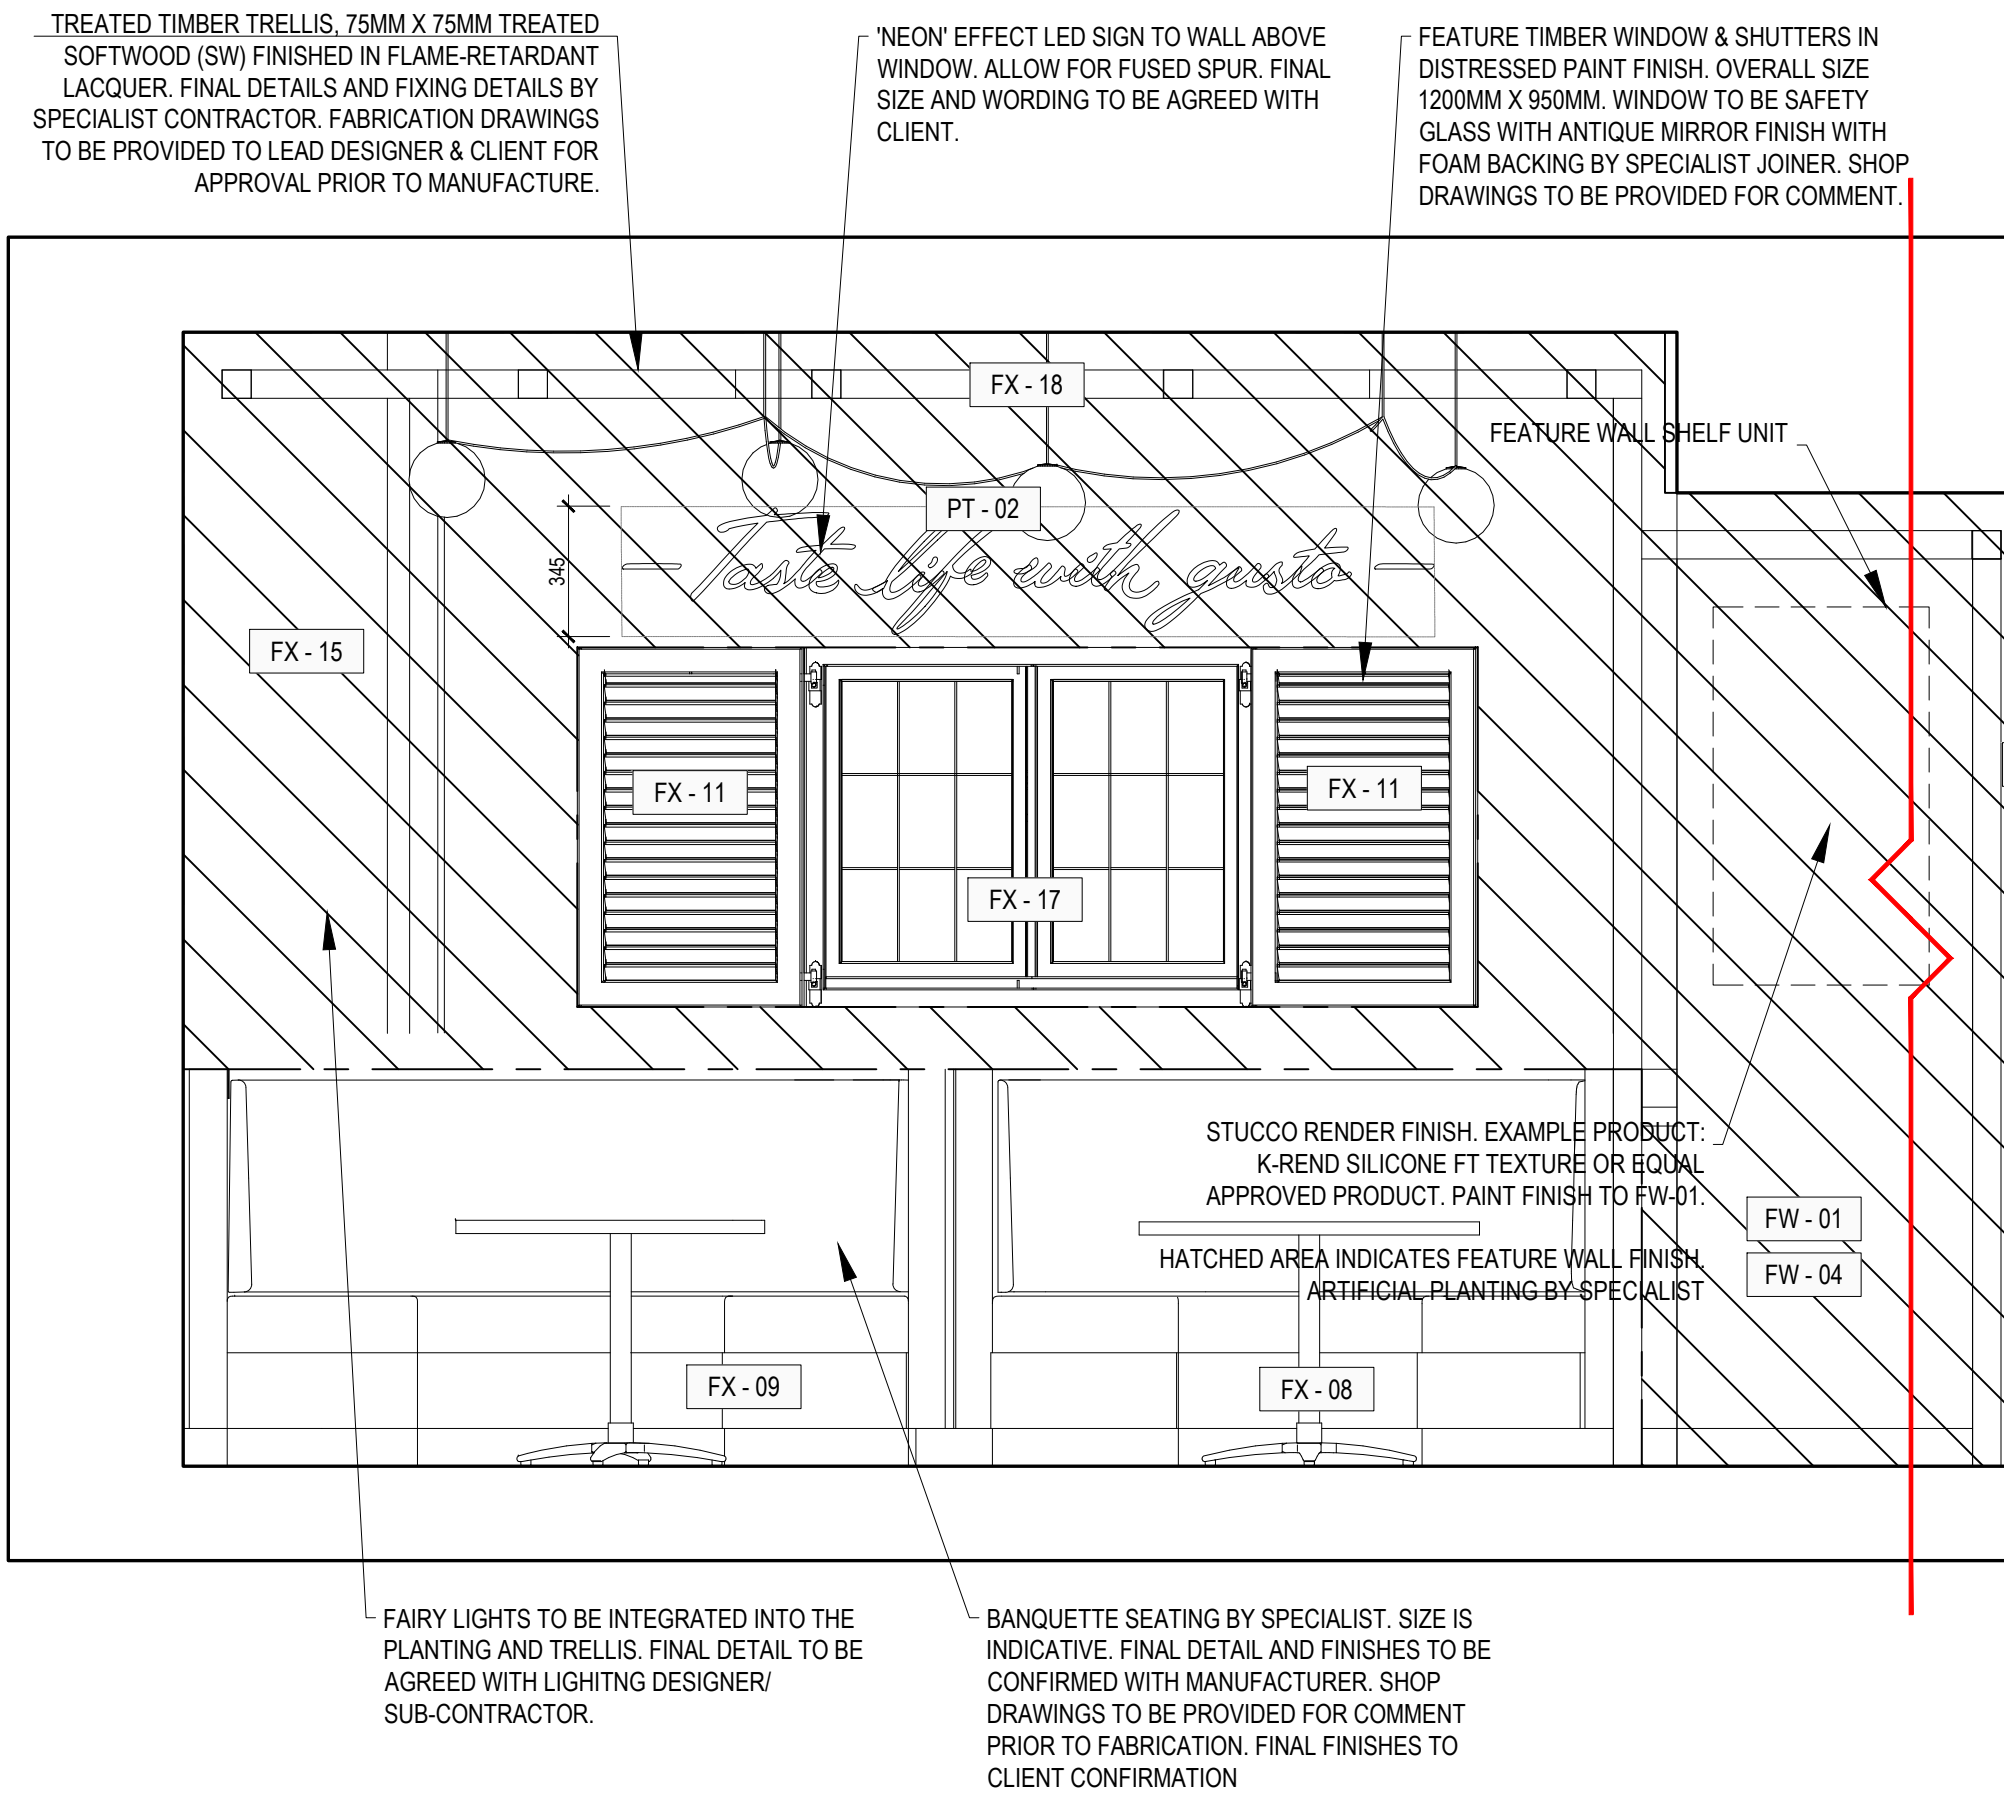 TREATED TIMBER TRELLIS, 75MM X 75MM TREATED
SOFTWOOD (SW) FINISHED IN FLAME-RETARDANT
LACQUER. FINAL DETAILS AND FIXING DETAILS BY
SPECIALIST CONTRACTOR. FABRICATION DRAWINGS
TO BE PROVIDED TO LEAD DESIGNER & CLIENT FOR
APPROVAL PRIOR TO MANUFACTURE.
'NEON' EFFECT LED SIGN TO WALL ABOVE
WINDOW. ALLOW FOR FUSED SPUR. FINAL
SIZE AND WORDING TO BE AGREED WITH
CLIENT.
FEATURE TIMBER WINDOW & SHUTTERS IN
DISTRESSED PAINT FINISH. OVERALL SIZE
1200MM X 950MM. WINDOW TO BE SAFETY
GLASS WITH ANTIQUE MIRROR FINISH WITH
FOAM BACKING BY SPECIALIST JOINER. SHOP
DRAWINGS TO BE PROVIDED FOR COMMENT.
FX - 18
FEATURE WALL SHELF UNIT
PT - 02
345
- Taste life with gusto -
FX - 15
FX - 11
FX - 11
FX - 17
STUCCO RENDER FINISH. EXAMPLE PRODUCT:
K-REND SILICONE FT TEXTURE OR EQUAL
APPROVED PRODUCT. PAINT FINISH TO FW-01.
FW - 01
HATCHED AREA INDICATES FEATURE WALL FINISH.
ARTIFICIAL PLANTING BY SPECIALIST
FW - 04
FX - 09
FX - 08
FAIRY LIGHTS TO BE INTEGRATED INTO THE
PLANTING AND TRELLIS. FINAL DETAIL TO BE
AGREED WITH LIGHITNG DESIGNER/
SUB-CONTRACTOR.
BANQUETTE SEATING BY SPECIALIST. SIZE IS
INDICATIVE. FINAL DETAIL AND FINISHES TO BE
CONFIRMED WITH MANUFACTURER. SHOP
DRAWINGS TO BE PROVIDED FOR COMMENT
PRIOR TO FABRICATION. FINAL FINISHES TO
CLIENT CONFIRMATION